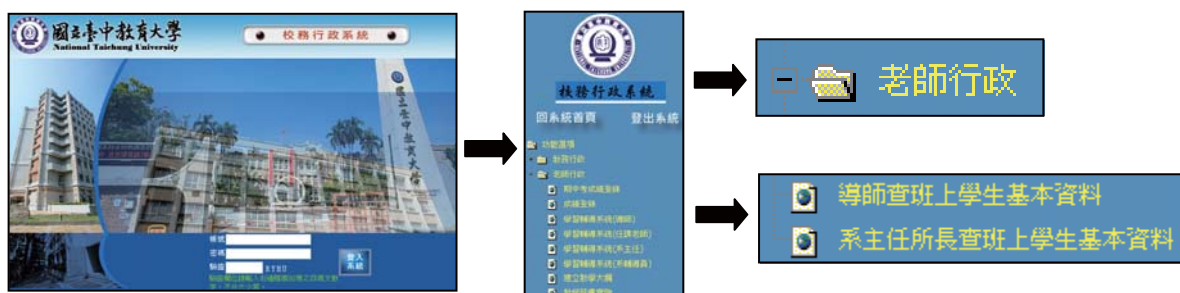 國立臺中教育大學
National Taichung University
校務行政系統
國立臺中教育大學
帳號
密碼
驗證
登入
系統
校務行政系統
回系統首頁
登出系統
功能選項
教務行政
老師行政
期中考成績登錄
成績登錄
學習輔導系統(導師)
學習輔導系統(任課老師)
學習輔導系統(系主任)
學習輔導系統(系輔導員)
建立教學大綱
老師行政
導師查班上學生基本資料
系主任所長查班上學生基本資料